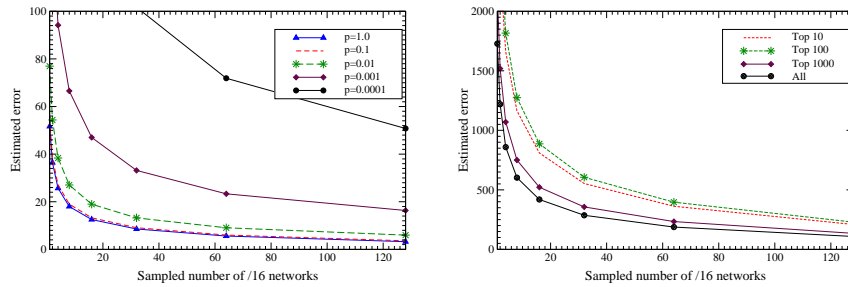 100
80
60
40
20
0
Estimated error
20
40
60
80
100
120
Sampled number of /16 networks
p=1.0
p=0.1
p=0.01
p=0.001
p=0.0001
2000
1500
1000
500
0
Estimated error
20
40
60
80
100
120
Sampled number of /16 networks
Top 10
Top 100
Top 1000
All